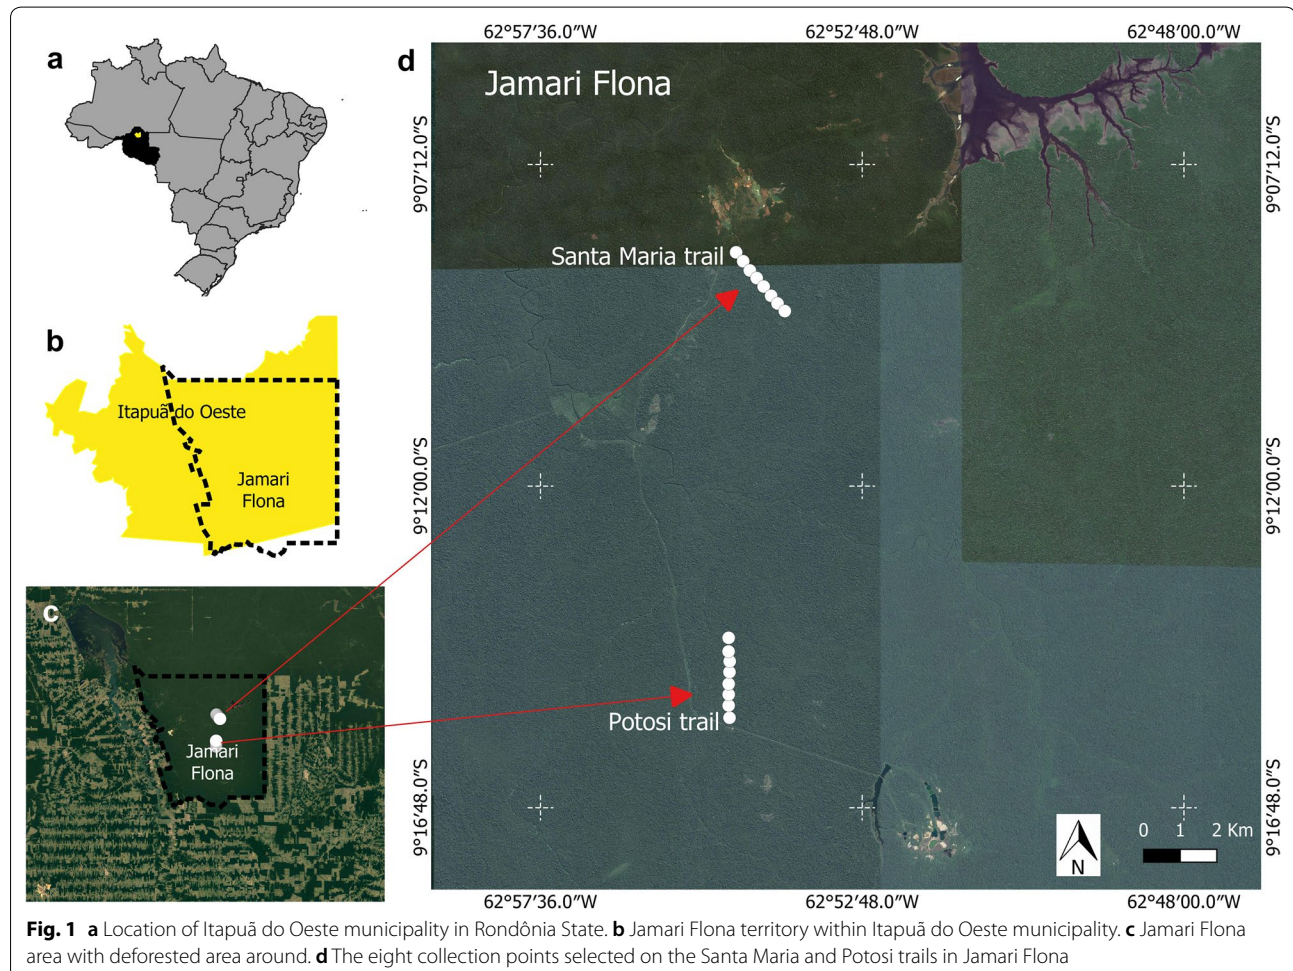 a
b
Itapuã do Oeste
Jamari
Flona
c
Jamari
Flona
d
62°57'36.0"W
62°52'48.0"W
62°48'00.0"W
Jamari Flona
9°07'12.0"S
9°07'12.0"S
Santa Maria trail
9°12'00.0"S
9°12'00.0"S
Potosi trail
9°16'48.0"S
9°16'48.0"S
N
0 1 2 Km
62°57'36.0"W
62°52'48.0"W
62°48'00.0"W
Fig. 1 a Location of Itapuã do Oeste municipality in Rondônia State. b Jamari Flona territory within Itapuã do Oeste municipality. c Jamari Flona
area with deforested area around. d The eight collection points selected on the Santa Maria and Potosi trails in Jamari Flona